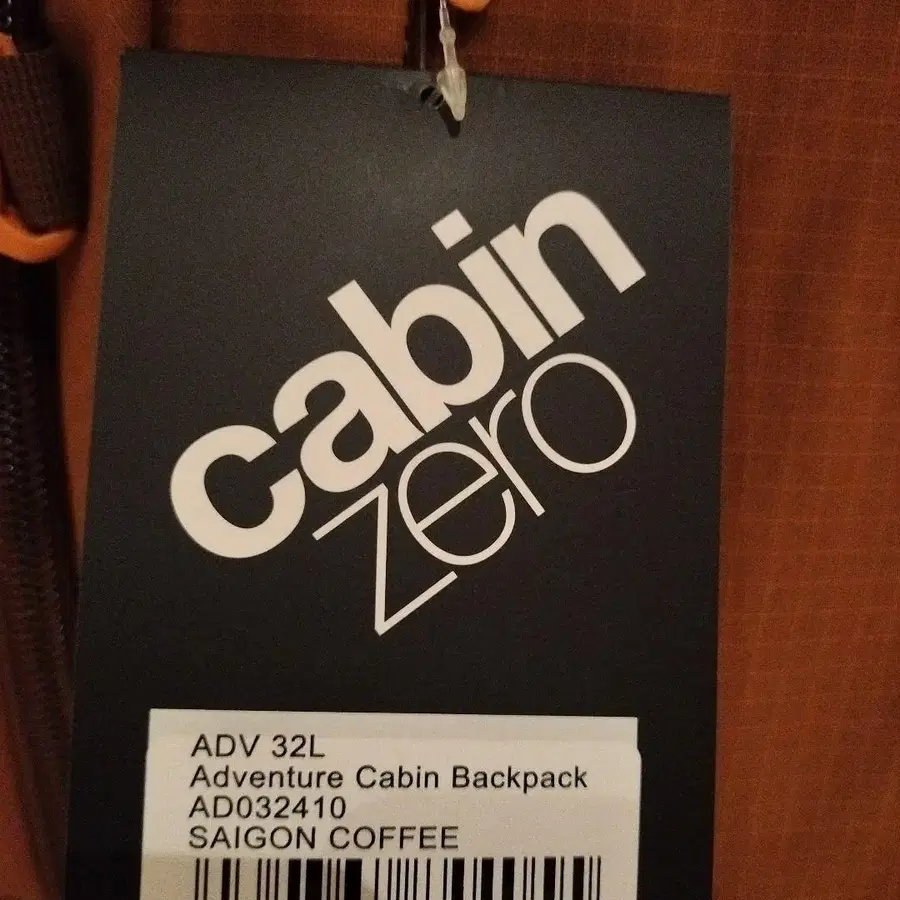 cabin
zero
ADV 32L
Adventure Cabin Backpack
AD032410
SAIGON COFFEE